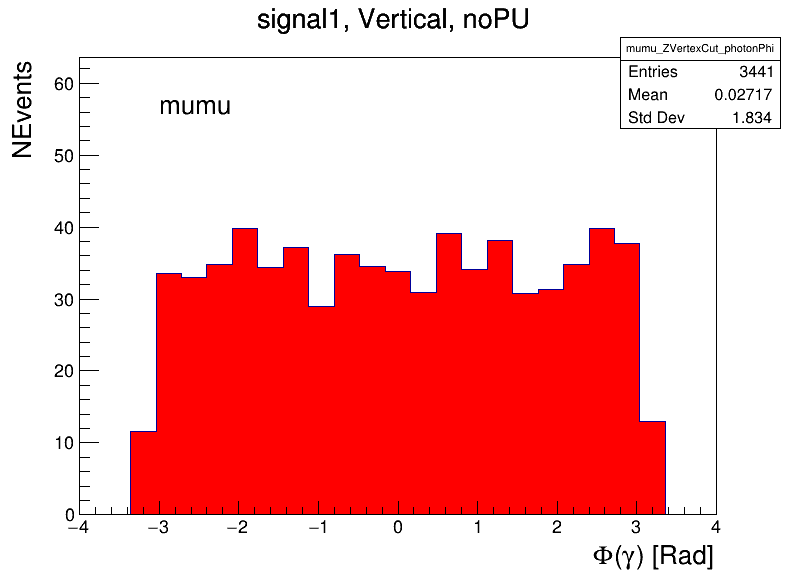 signal1, Vertical, noPU
mumu_ZVertexCut_photonPhi
Entries 3441
Mean 0.02717
Std Dev 1.834
NEvents
mumu
60
50
40
30
20
10
0
−4 −3 −2 −1 0 1 2 3 4
Φ(γ) [Rad]